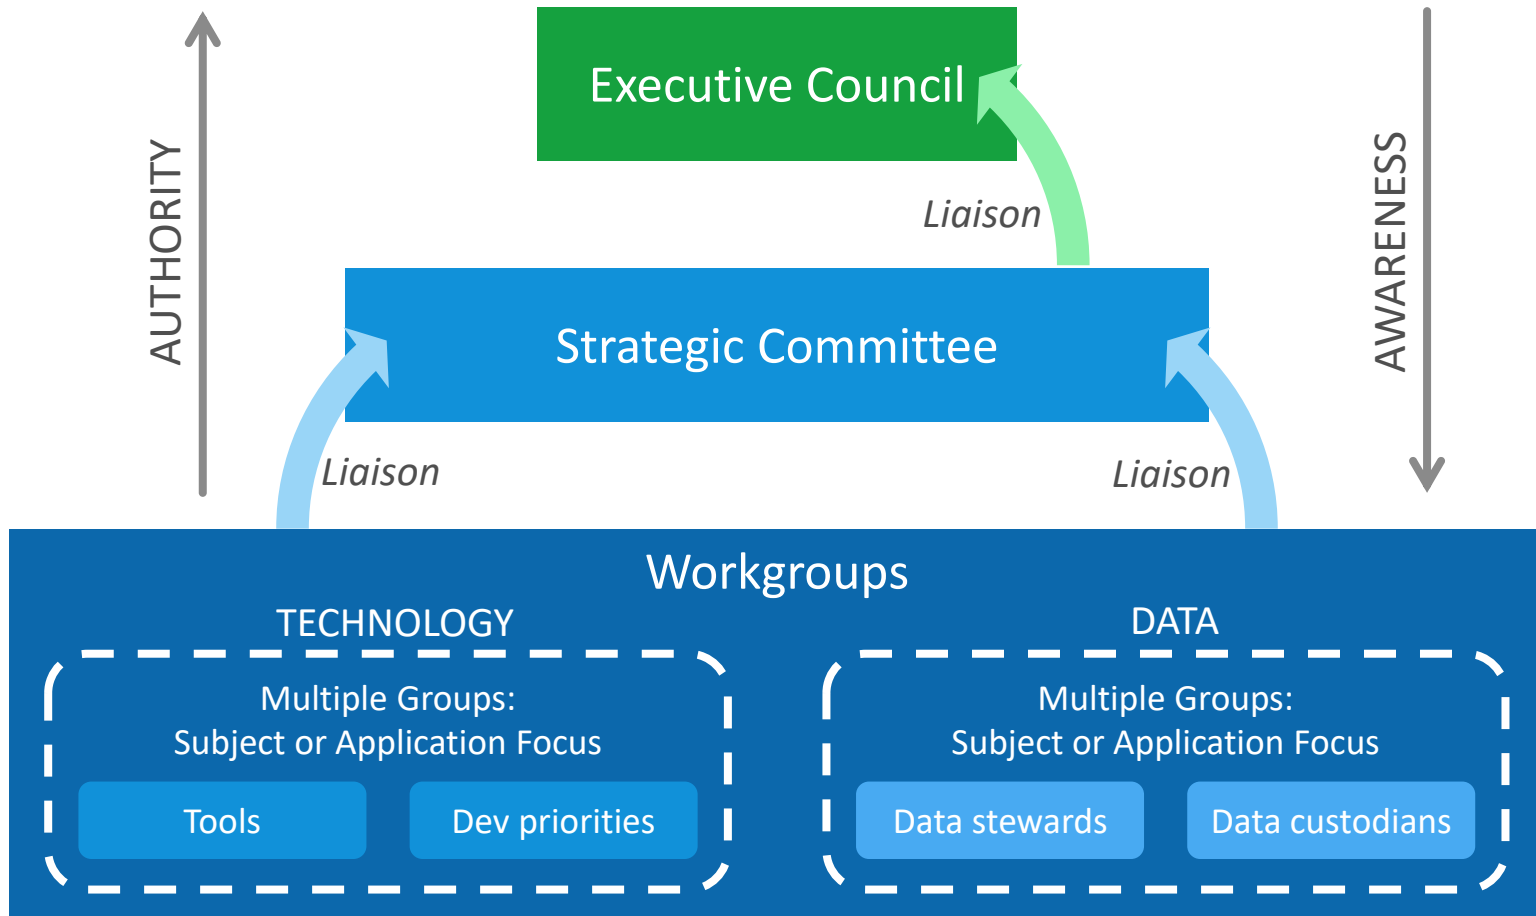 Executive Council
AUTHORITY
AWARENESS
Liaison
Strategic Committee
Liaison
Liaison
Workgroups
TECHNOLOGY
Multiple Groups:
Subject or Application Focus
Tools
Dev priorities
DATA
Multiple Groups:
Subject or Application Focus
Data stewards
Data custodians